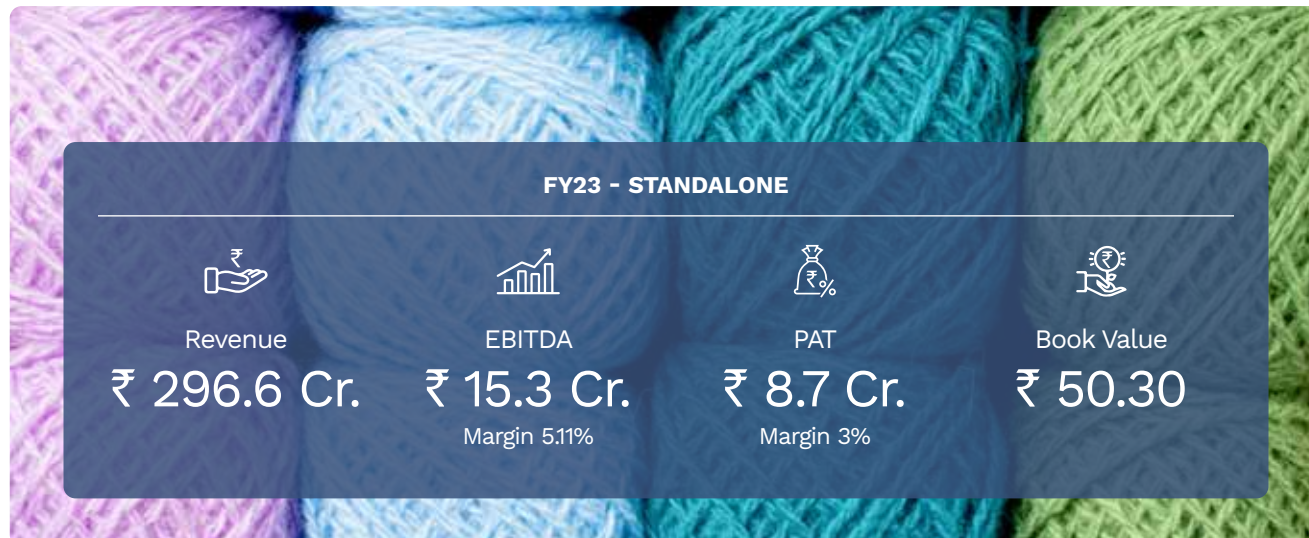 FY23 - STANDALONE
Revenue
₹ 296.6 Cr.
EBITDA
₹ 15.3 Cr.
Margin 5.11%
PAT
₹ 8.7 Cr.
Margin 3%
Book Value
₹ 50.30